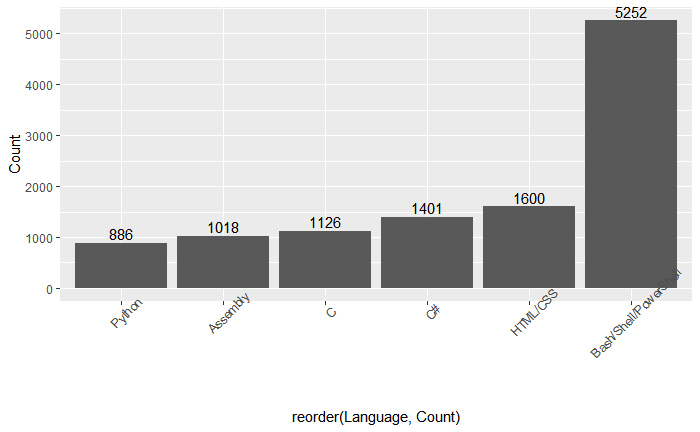 5252
5000
4000
3000
2000
1000
0
Count
886
1018
1126
1401
1600
Python
Assembly
C
C#
HTML/CSS
Bash/Shell/PowerShell
reorder(Language, Count)